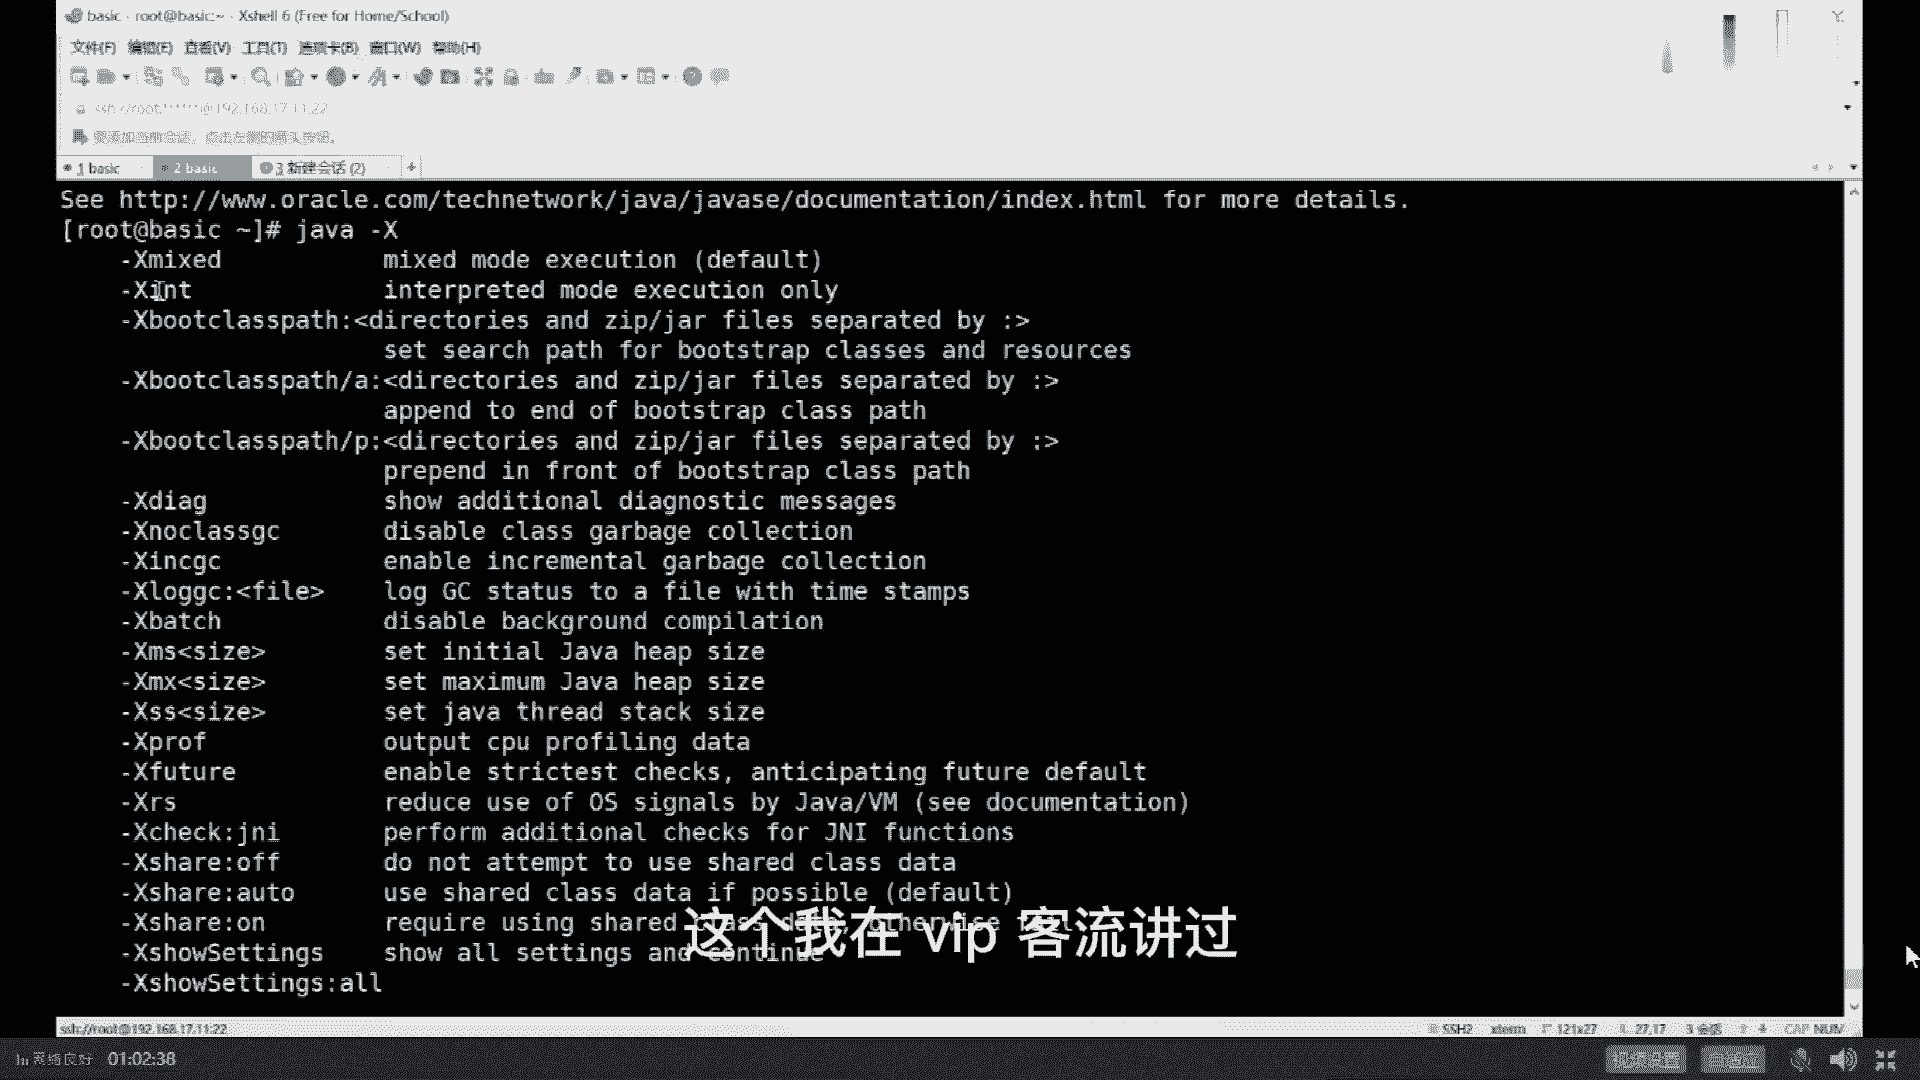 basic - root@basic:~ - Xshell 6 (Free for Home/School)
文件(F) 编辑(E) 查看(V) 工具(T) 选项卡(B) 窗口(W) 帮助(H)
ssh://root:*****@192.168.17.11:22
要添加当前会话，点击左侧的箭头按钮。
1 basic
2 basic
3 新建会话 (2)
+
See http://www.oracle.com/technetwork/java/javase/documentation/index.html for more details.
[root@basic ~]# java -X
-Xmixed mixed mode execution (default)
-Xint interpreted mode execution only
-Xbootclasspath:<directories and zip/jar files separated by :>
set search path for bootstrap classes and resources
-Xbootclasspath/a:<directories and zip/jar files separated by :>
append to end of bootstrap class path
-Xbootclasspath/p:<directories and zip/jar files separated by :>
prepend in front of bootstrap class path
-Xdiag show additional diagnostic messages
-Xnoclassgc disable class garbage collection
-Xincgc enable incremental garbage collection
-Xloggc:<file> log GC status to a file with time stamps
-Xbatch disable background compilation
-Xms<size> set initial Java heap size
-Xmx<size> set maximum Java heap size
-Xss<size> set java thread stack size
-Xprof output cpu profiling data
-Xfuture enable strictest checks, anticipating future default
-Xrs reduce use of OS signals by Java/VM (see documentation)
-Xcheck:jni perform additional checks for JNI functions
-Xshare:off do not attempt to use shared class data
-Xshare:auto use shared class data if possible (default)
-Xshare:on require using shared class data, otherwise
-XshowSettings show all settings and continue
-XshowSettings:all
这个我在 vip 客流讲过
ssh://root@192.168.17.11:22
SSH2 xterm 121x27 27,17 3 会话 CAP NUM
网络良好 01:02:38
视频设置 自适应